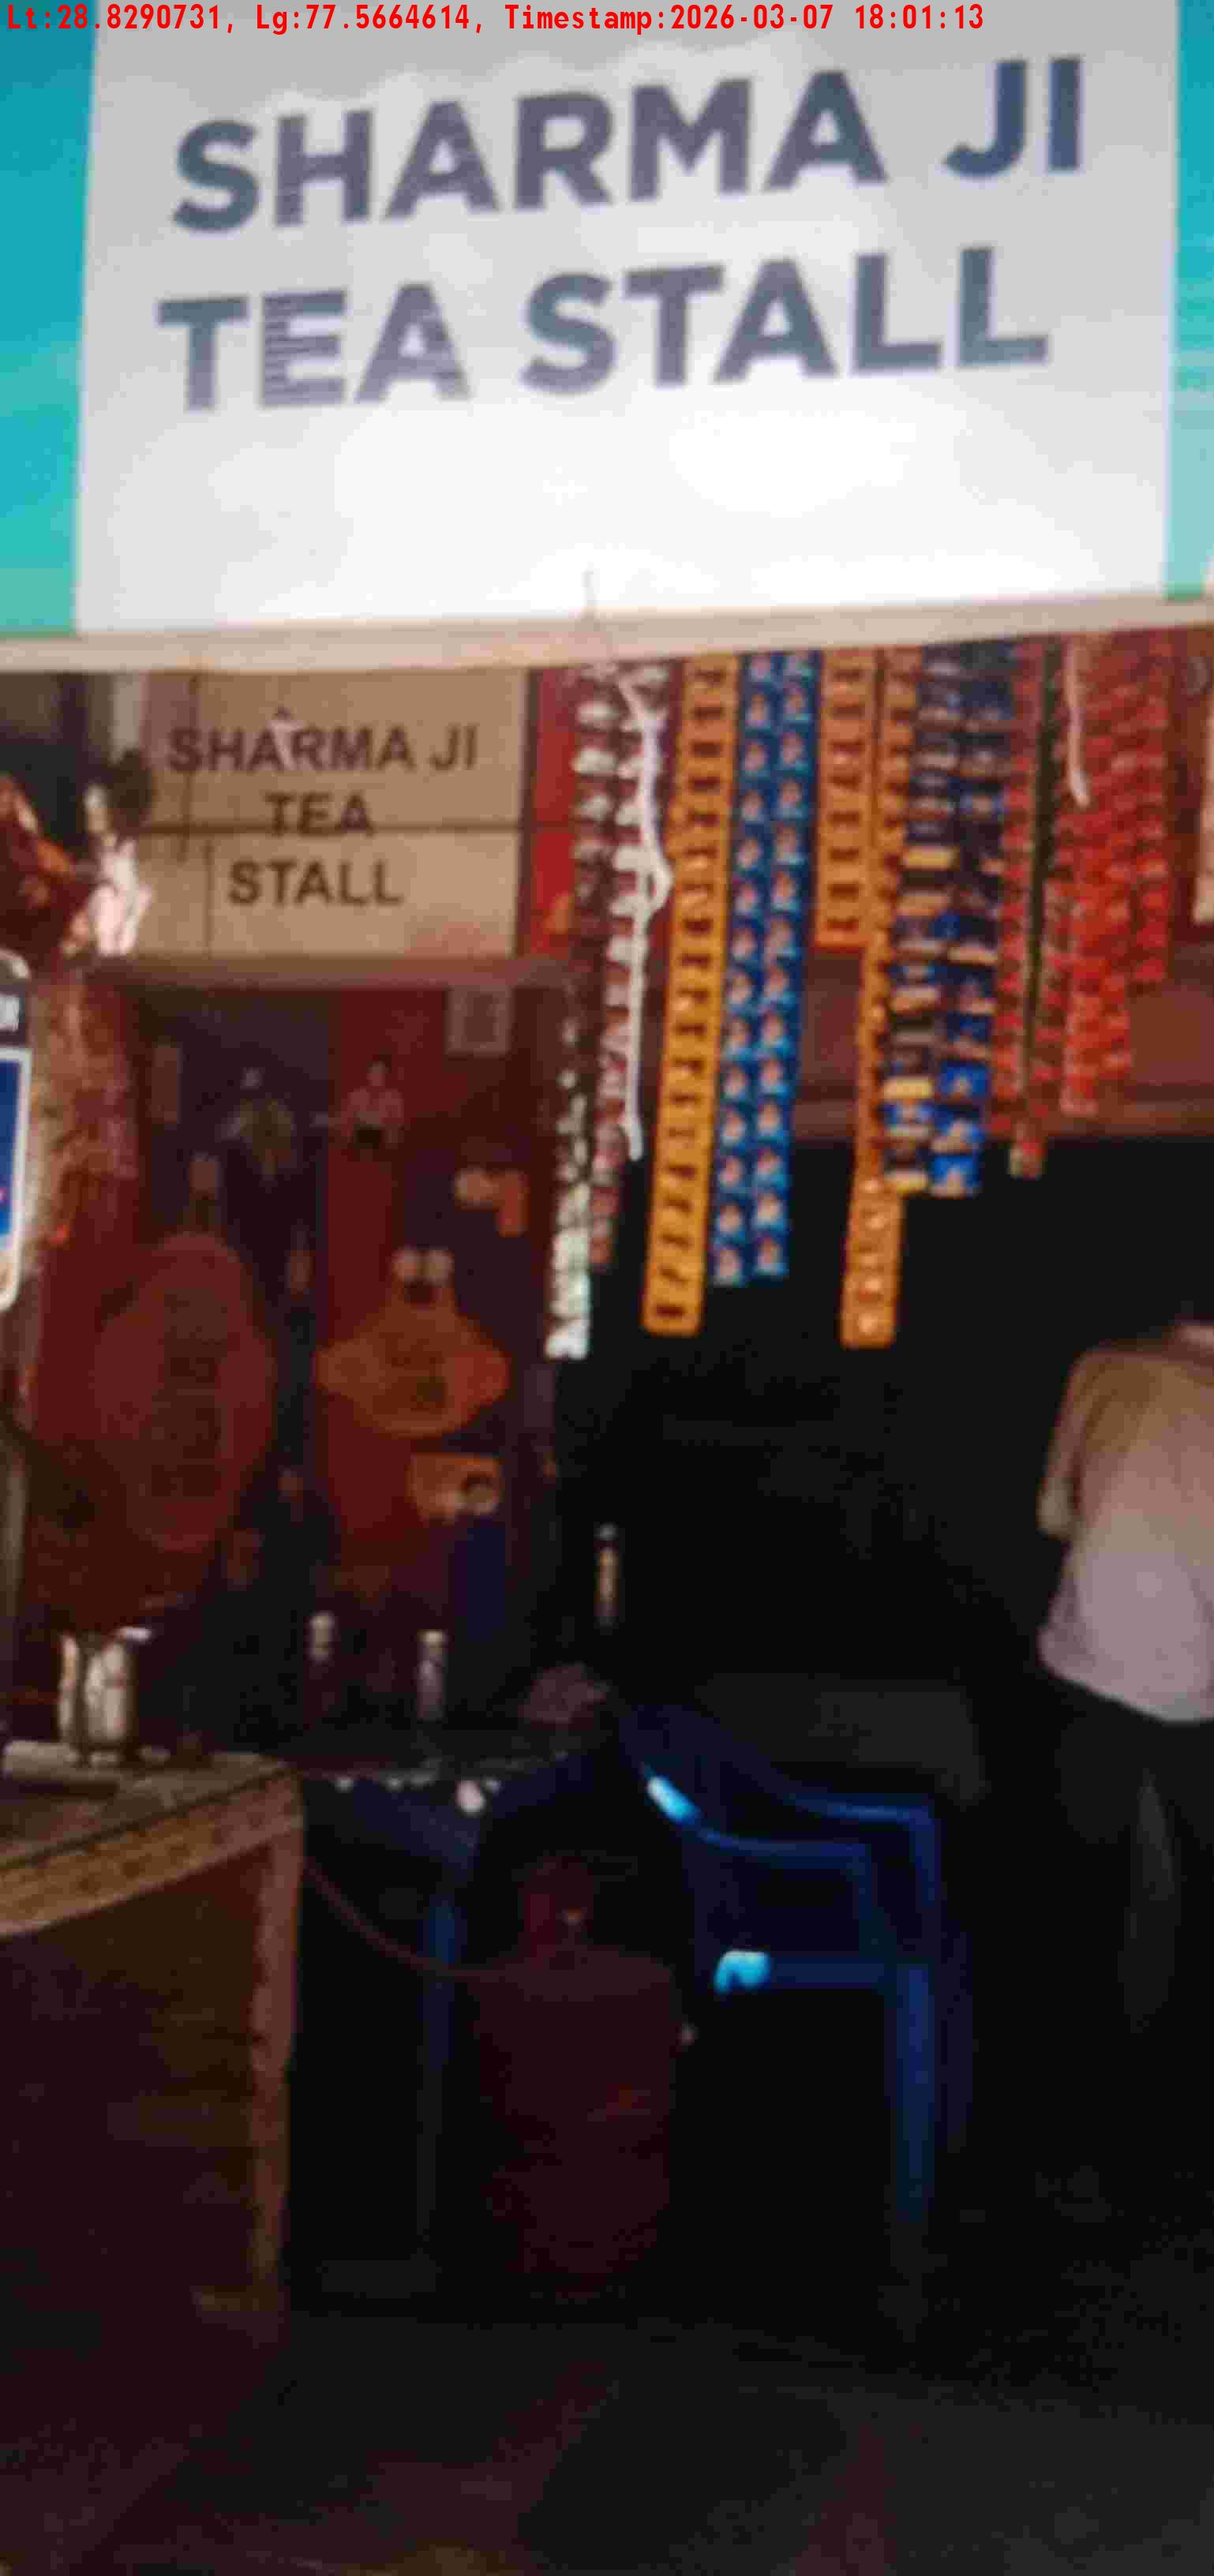 Lt:28.8290731, Lg:77.5664614, Timestamp:2026-03-07 18:01:13
SHARMA JI
TEA STALL
SHARMA JI
TEA
STALL